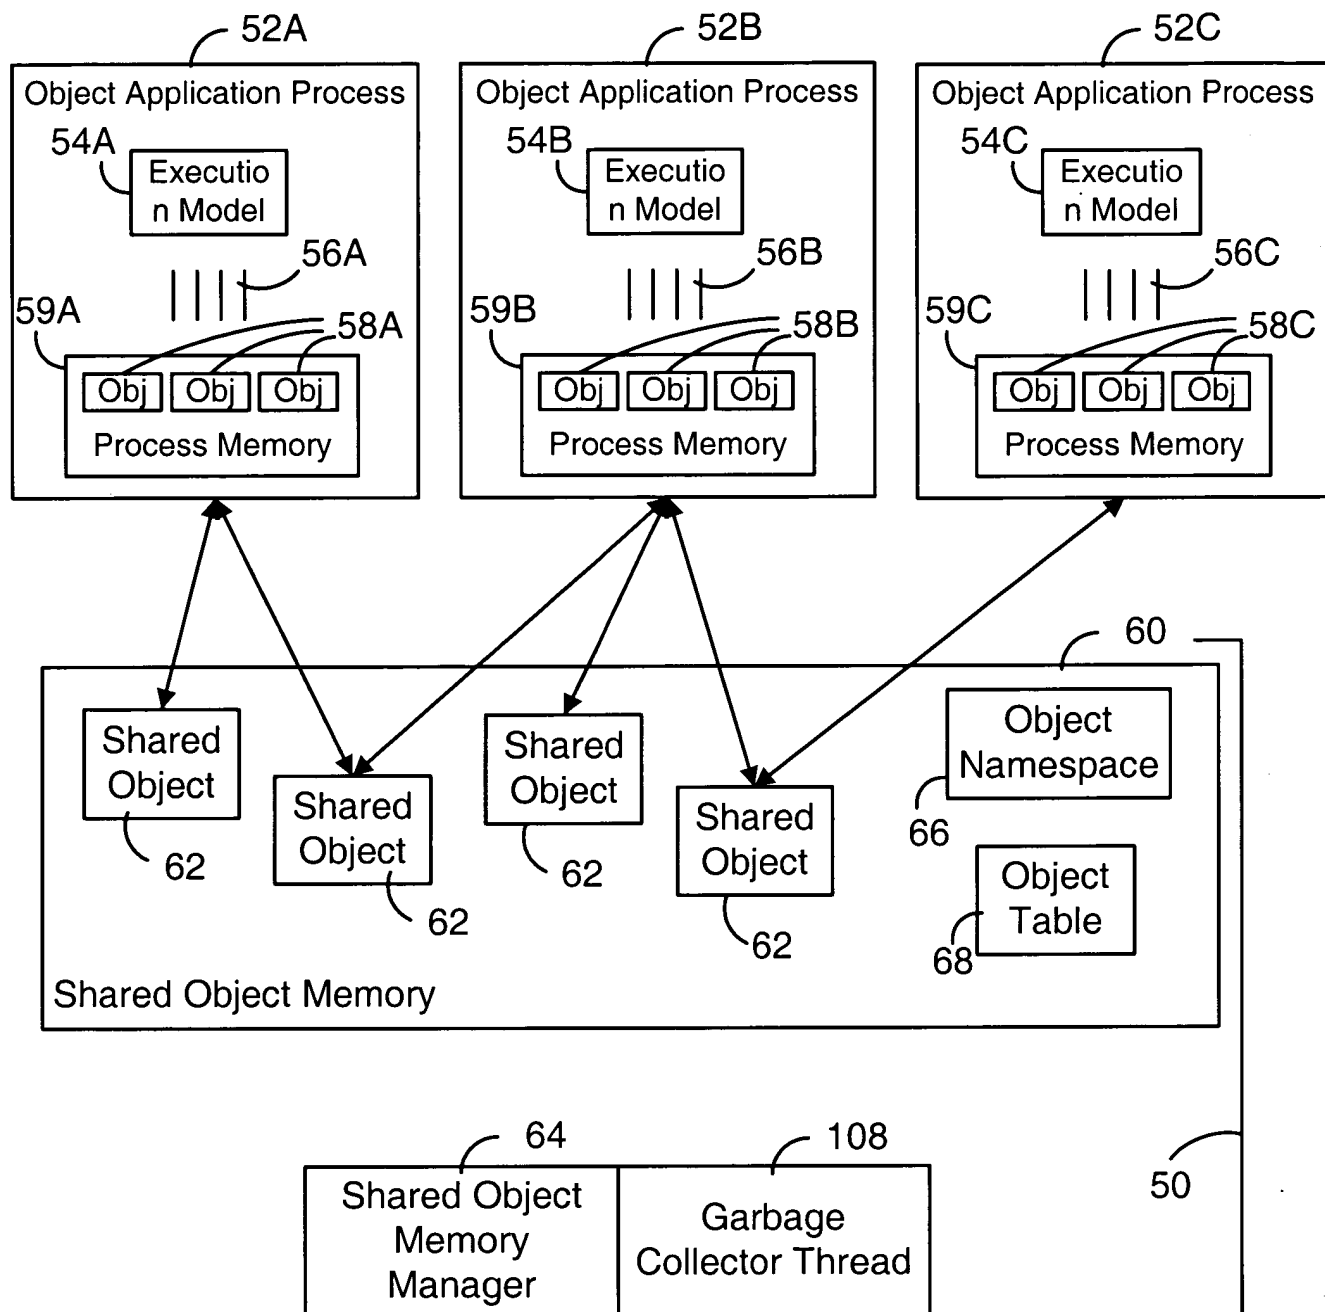 52A
52B
52C
Object Application Process
Object Application Process
Object Application Process
54A
54B
54C
Executio
n Model
Executio
n Model
Executio
n Model
56A
56B
56C
59A
58A
59B
58B
59C
58C
Obj Obj Obj
Obj Obj Obj
Obj Obj Obj
Process Memory
Process Memory
Process Memory
60
Shared
Object
62
Shared
Object
62
Shared
Object
62
Shared
Object
62
Object
Namespace
66
Object
Table
68
Shared Object Memory
64
108
50
Shared Object
Memory
Manager
Garbage
Collector Thread